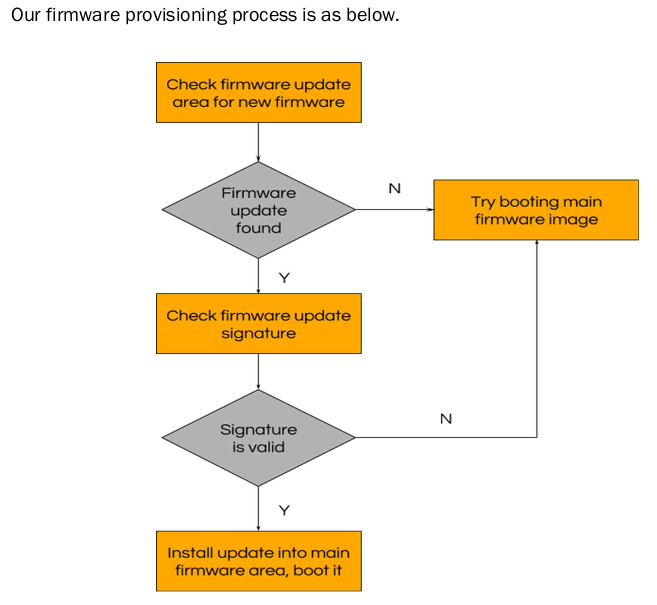 Our firmware provisioning process is as below.
Check firmware update
area for new firmware
Firmware
update
found
N
Try booting main
firmware image
Y
Check firmware update
signature
Signature
is valid
N
Y
Install update into main
firmware area, boot it